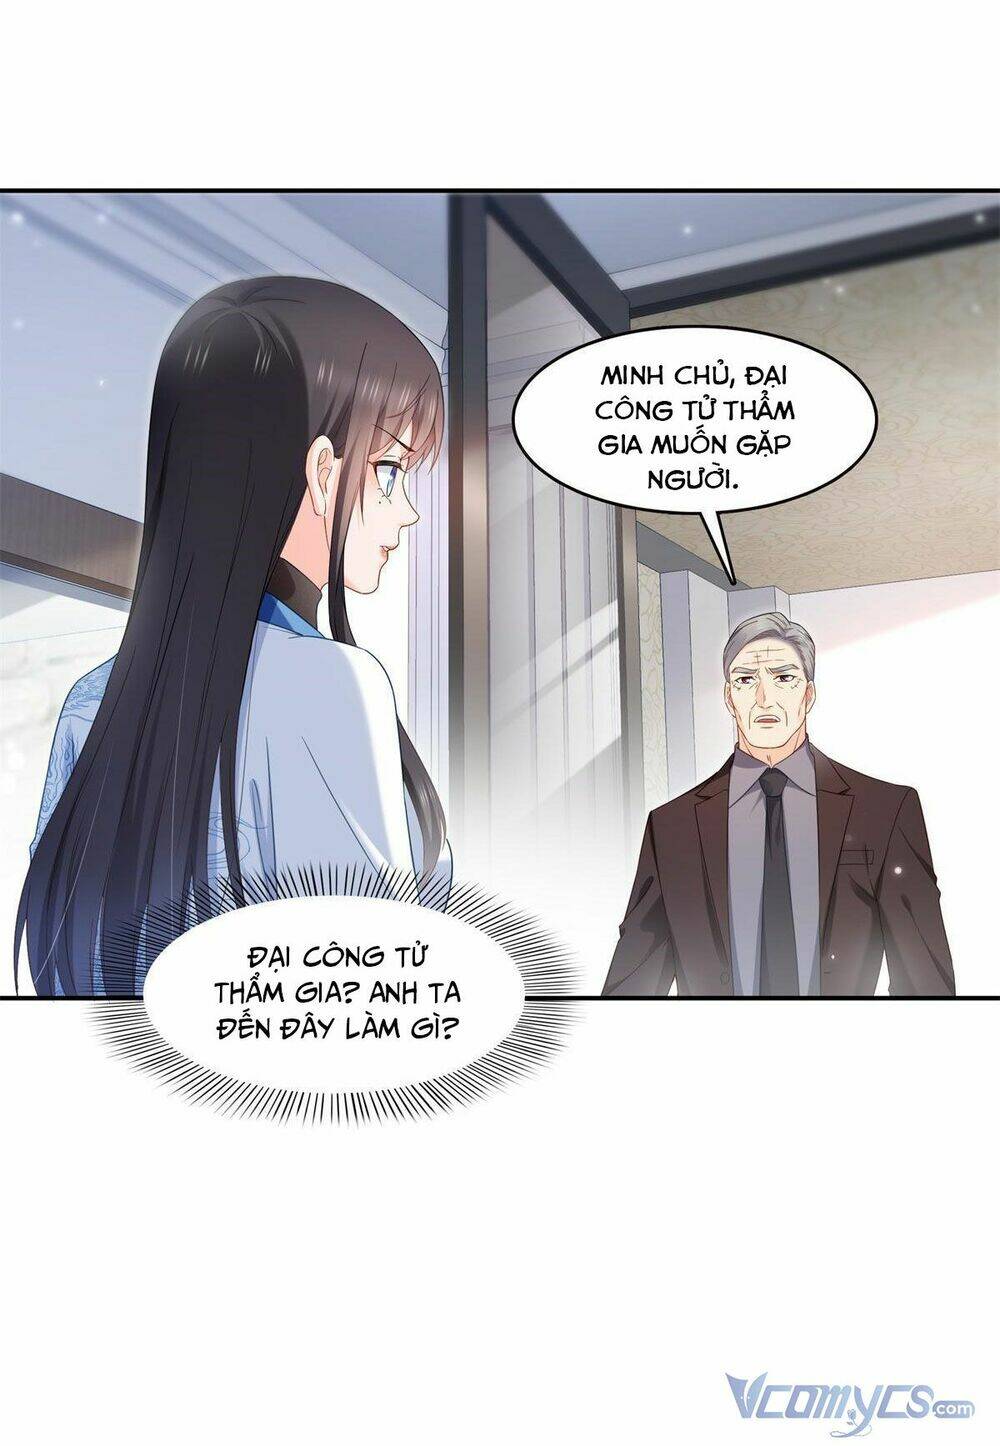 MINH CHỦ, ĐẠI
CÔNG TỬ THẨM
GIA MUỐN GẶP
NGƯỜI.
ĐẠI CÔNG TỬ
THẨM GIA? ANH TA
ĐẾN ĐÂY LÀM GÌ?
VCOMYCS.com